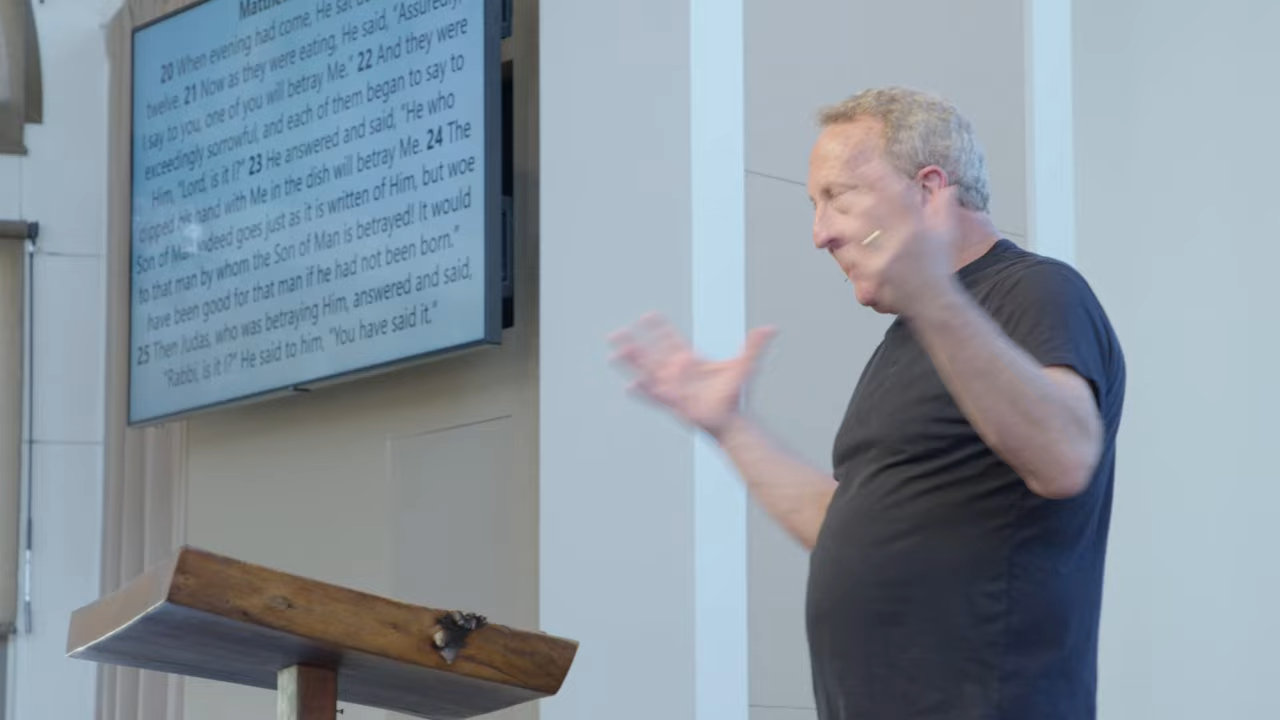 Matthe
20 When evening had come, He sat
twelve. 21 Now as they were eating, He said, "Assuredly,
I say to you, one of you will betray Me." 22 And they were
exceedingly sorrowful, and each of them began to say to
Him, "Lord, is it I?" 23 He answered and said, "He who
dipped his hand with Me in the dish will betray Me. 24 The
Son of Man indeed goes just as it is written of Him, but woe
to that man by whom the Son of Man is betrayed! It would
have been good for that man if he had not been born."
25 Then Judas, who was betraying Him, answered and said,
"Rabbi, is it I?" He said to him, "You have said it."